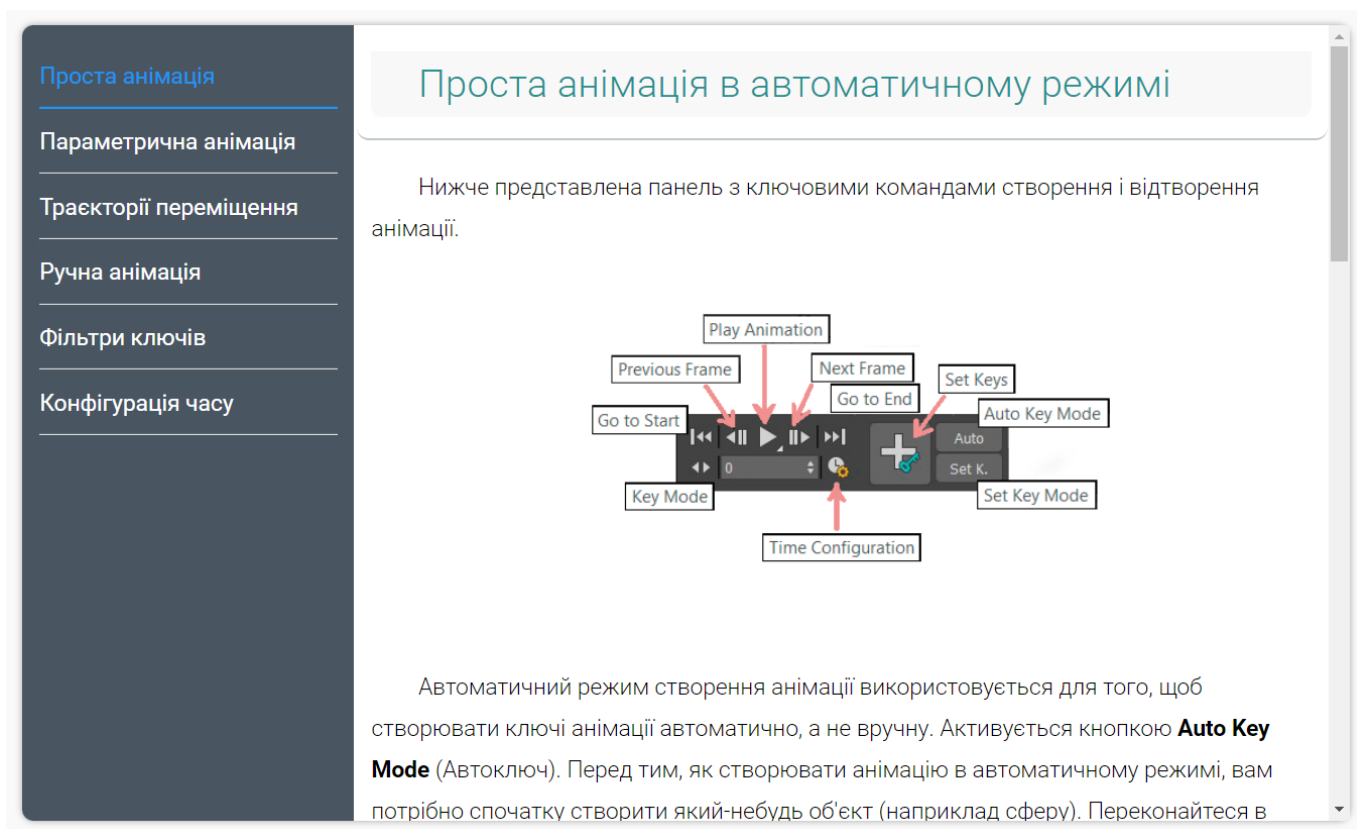 Проста анімація
Параметрична анімація
Траєкторії переміщення
Ручна анімація
Фільтри ключів
Конфігурація часу
Проста анімація в автоматичному режимі
Нижче представлена панель з ключовими командами створення і відтворення
анімації.
Play Animation
Previous Frame
Next Frame
Set Keys
Go to End
Auto Key Mode
Go to Start
Auto
0
Set K.
Key Mode
Set Key Mode
Time Configuration
Автоматичний режим створення анімації використовується для того, щоб
створювати ключі анімації автоматично, а не вручну. Активується кнопкою Auto Key
Mode (Автоключ). Перед тим, як створювати анімацію в автоматичному режимі, вам
потрібно спочатку створити який-небудь об'єкт (наприклад сферу). Переконайтеся в